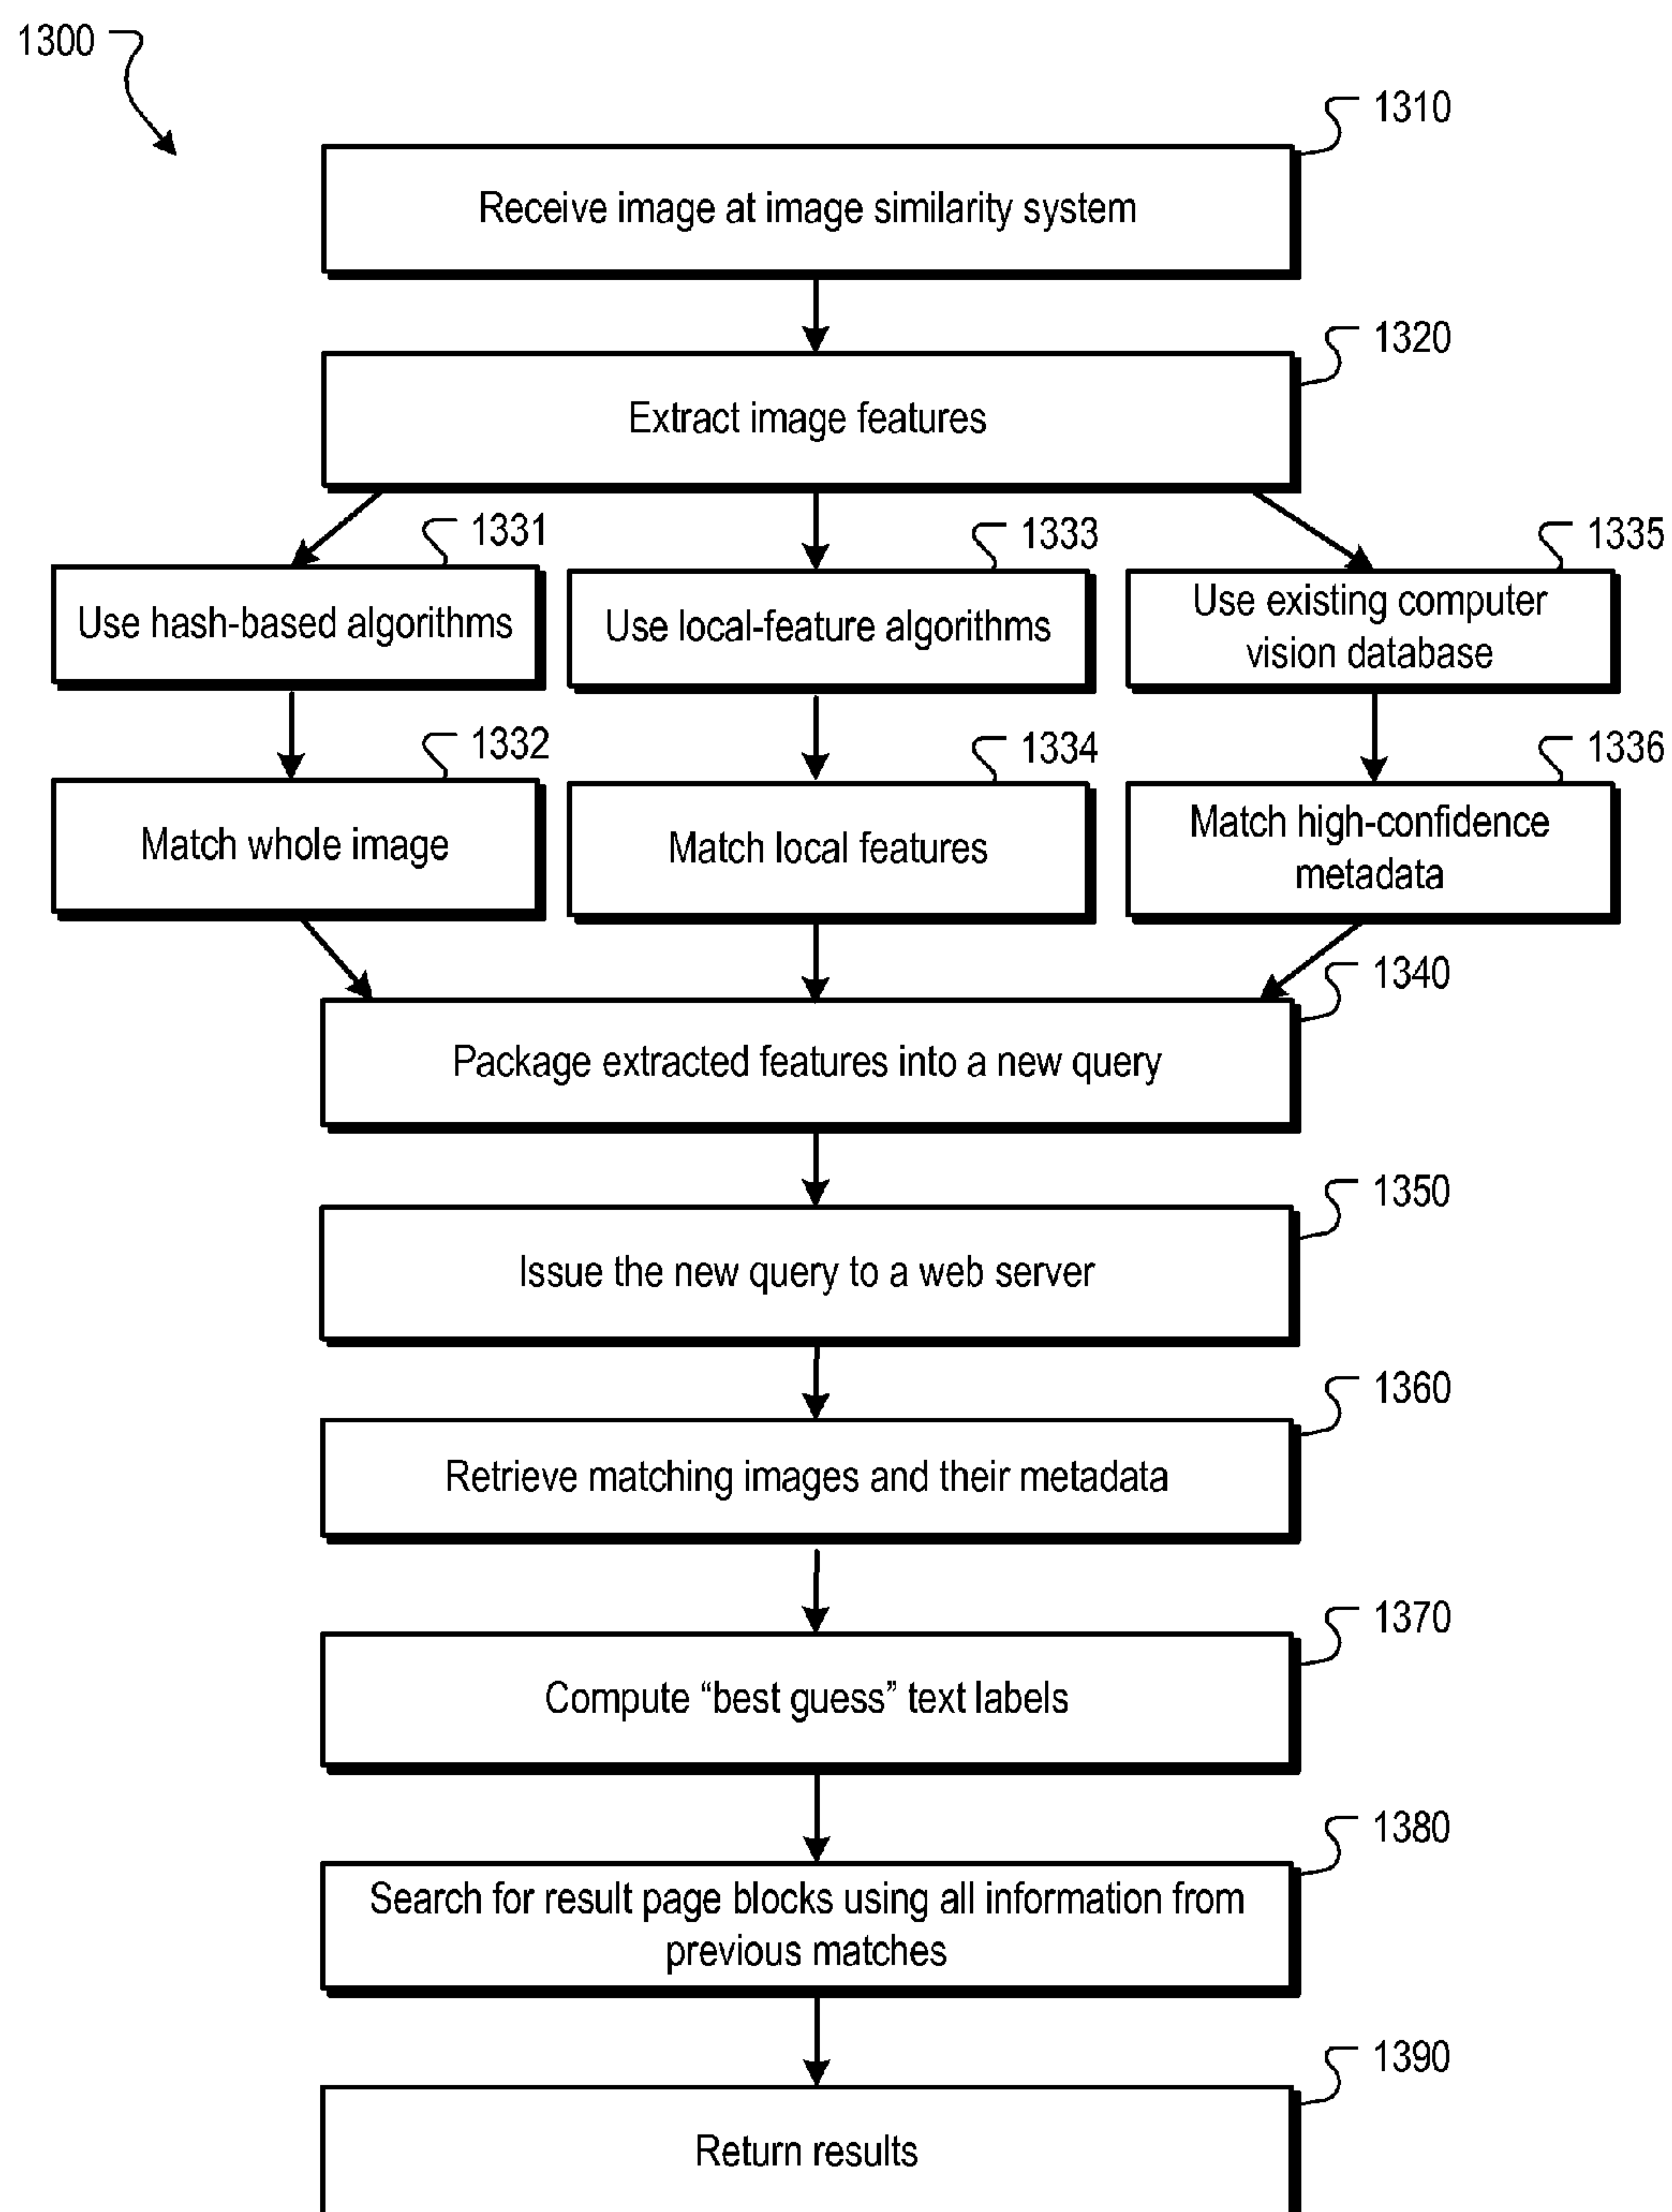 1300
1310
Receive image at image similarity system
1320
Extract image features
1331
1333
1335
Use hash-based algorithms
Use local-feature algorithms
Use existing computer
vision database
1332
1334
1336
Match whole image
Match local features
Match high-confidence
metadata
1340
Package extracted features into a new query
1350
Issue the new query to a web server
1360
Retrieve matching images and their metadata
1370
Compute “best guess” text labels
1380
Search for result page blocks using all information from
previous matches
1390
Return results